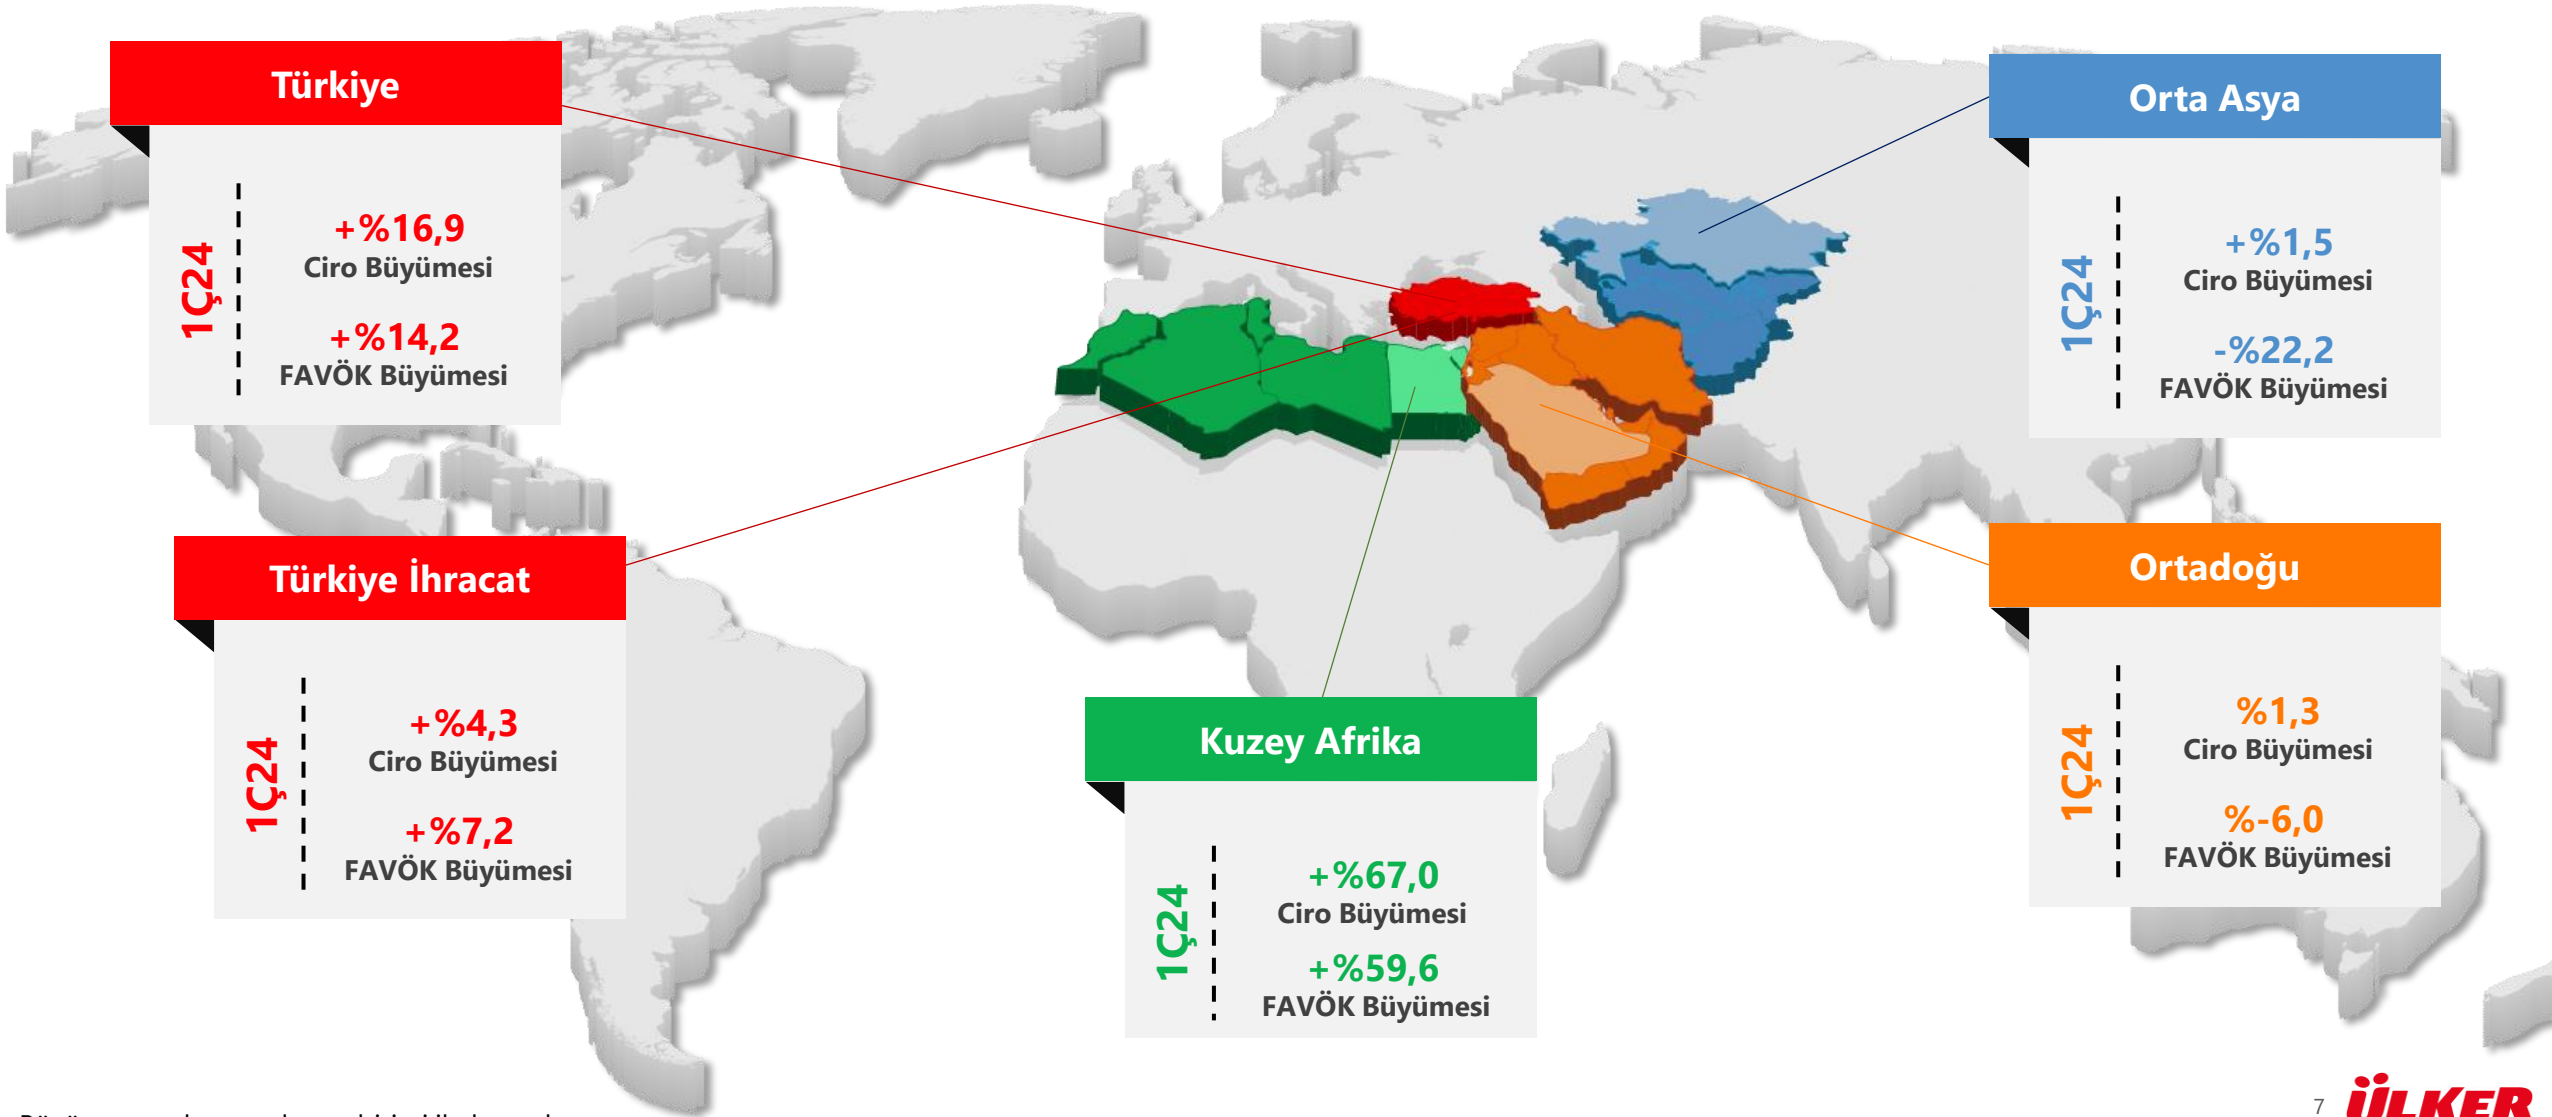 Türkiye
1Ç24
+%16,9
Ciro Büyümesi
+%14,2
FAVÖK Büyümesi
Orta Asya
1Ç24
+%1,5
Ciro Büyümesi
-%22,2
FAVÖK Büyümesi
Türkiye İhracat
1Ç24
+%4,3
Ciro Büyümesi
+%7,2
FAVÖK Büyümesi
Kuzey Afrika
1Ç24
+%67,0
Ciro Büyümesi
+%59,6
FAVÖK Büyümesi
Ortadoğu
1Ç24
%1,3
Ciro Büyümesi
%-6,0
FAVÖK Büyümesi
7
ÜLKER